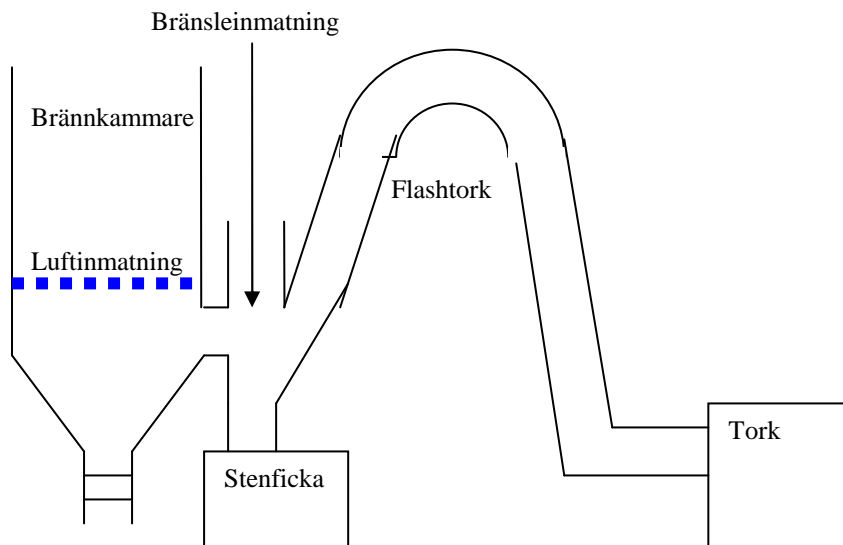 Bränsleinmatning
Brännkammare
Flashtork
Luftinmatning
Tork
Stenficka